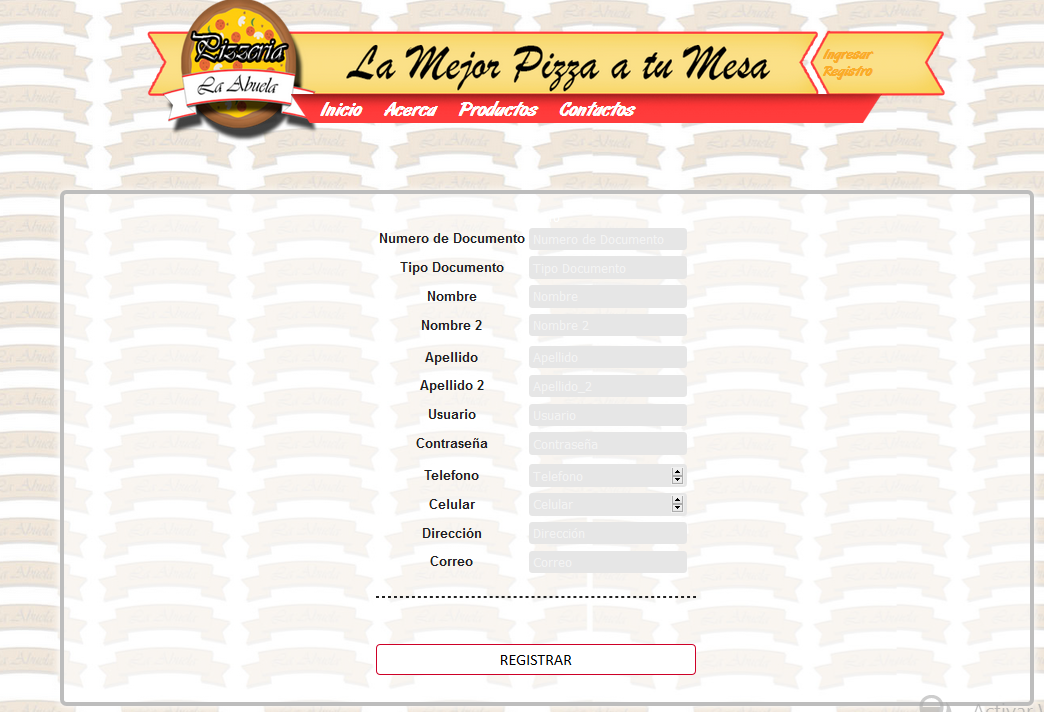 Pizzeria
La Abuela
La Mejor Pizza a tu Mesa
Ingresar
Registro
Inicio Acerca Productos Contactos
Numero de Documento Numero de Documento
Tipo Documento Tipo Documento
Nombre Nombre
Nombre 2 Nombre 2
Apellido Apellido
Apellido 2 Apellido_2
Usuario Usuario
Contraseña Contraseña
Telefono Telefono
Celular Celular
Dirección Dirección
Correo Correo
REGISTRAR
Activar